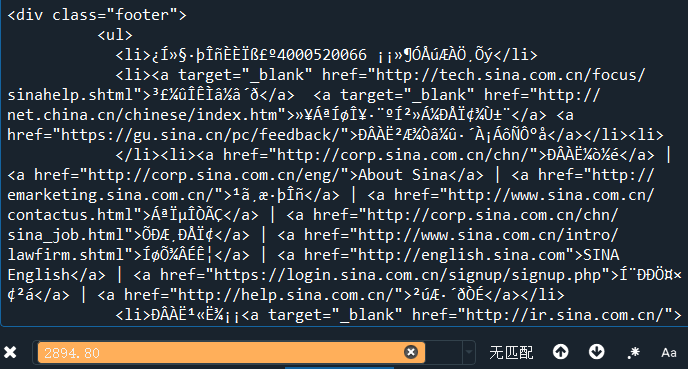 <div class="footer">
<ul>
<li>¿Í»§·þÎñÈÈÏß£º4000520066 ¡¡»¶ÓÅúÆÀÖ¸Õý</li>
<li><a target="_blank" href="http://tech.sina.com.cn/focus/
sinahelp.shtml">³£¼ûÎÊÌâ¼â´ð</a>  <a target="_blank" href="http://
net.china.cn/chinese/index.htm">»¥ÁªÍøÎ¥·¨ºÍ²»Á¼ÐÅÏ¢¾Ù±¨</a> <a
href="https://gu.sina.cn/pc/feedback/">ÐÂÀË²Æ¾Òâ¼û·´À¡ÁôÑÔ°å</a></li><li>
</li><li><a href="http://corp.sina.com.cn/chn/">ÐÂÀË¼ò½é</a> |
<a href="http://corp.sina.com.cn/eng/">About Sina</a> | <a href="http://
emarketing.sina.com.cn/">¹ã¸æ·þÎñ</a> | <a href="http://www.sina.com.cn/
contactus.html">ÁªÏµÎÒÃÇ</a> | <a href="http://corp.sina.com.cn/chn/
sina_job.html">ÕÐÆ¸ÐÅÏ¢</a> | <a href="http://www.sina.com.cn/intro/
lawfirm.shtml">ÍøÕ¾ÂÉÊ¦</a> | <a href="http://english.sina.com">SINA
English</a> | <a href="https://login.sina.com.cn/signup/signup.php">Í¨ÐÐÖ¤×
¢²á</a> | <a href="http://help.sina.com.cn/">²úÆ·´ðÒÉ</a></li>
<li>ÐÂÀË¹«Ë¾¡¡<a target="_blank" href="http://ir.sina.com.cn/">
2894.80
无匹配
.*
Aa